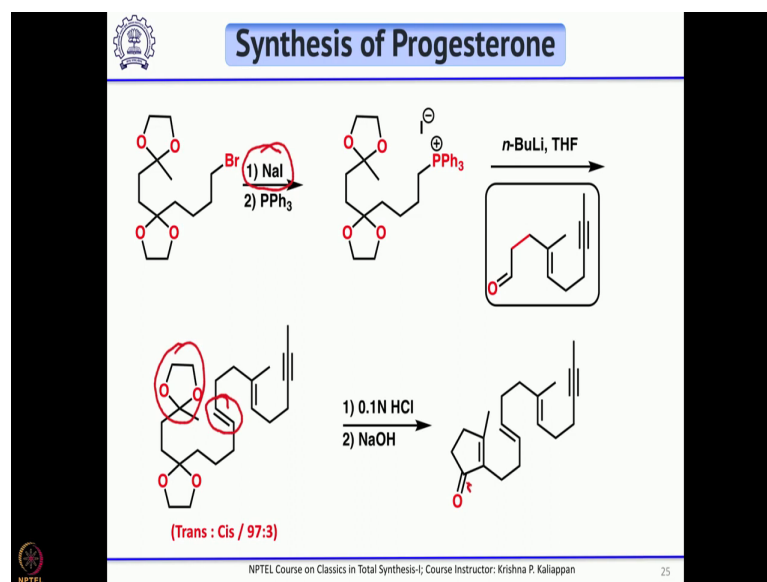 Synthesis of Progesterone
O O
Br
1) NaI
2) PPh3
O O
O O
I⊖
⊕
PPh3
O O
n-BuLi, THF
O
O O
O O
(Trans : Cis / 97:3)
1) 0.1N HCl
2) NaOH
O
NPTEL
NPTEL Course on Classics in Total Synthesis-I; Course Instructor: Krishna P. Kaliappan
25